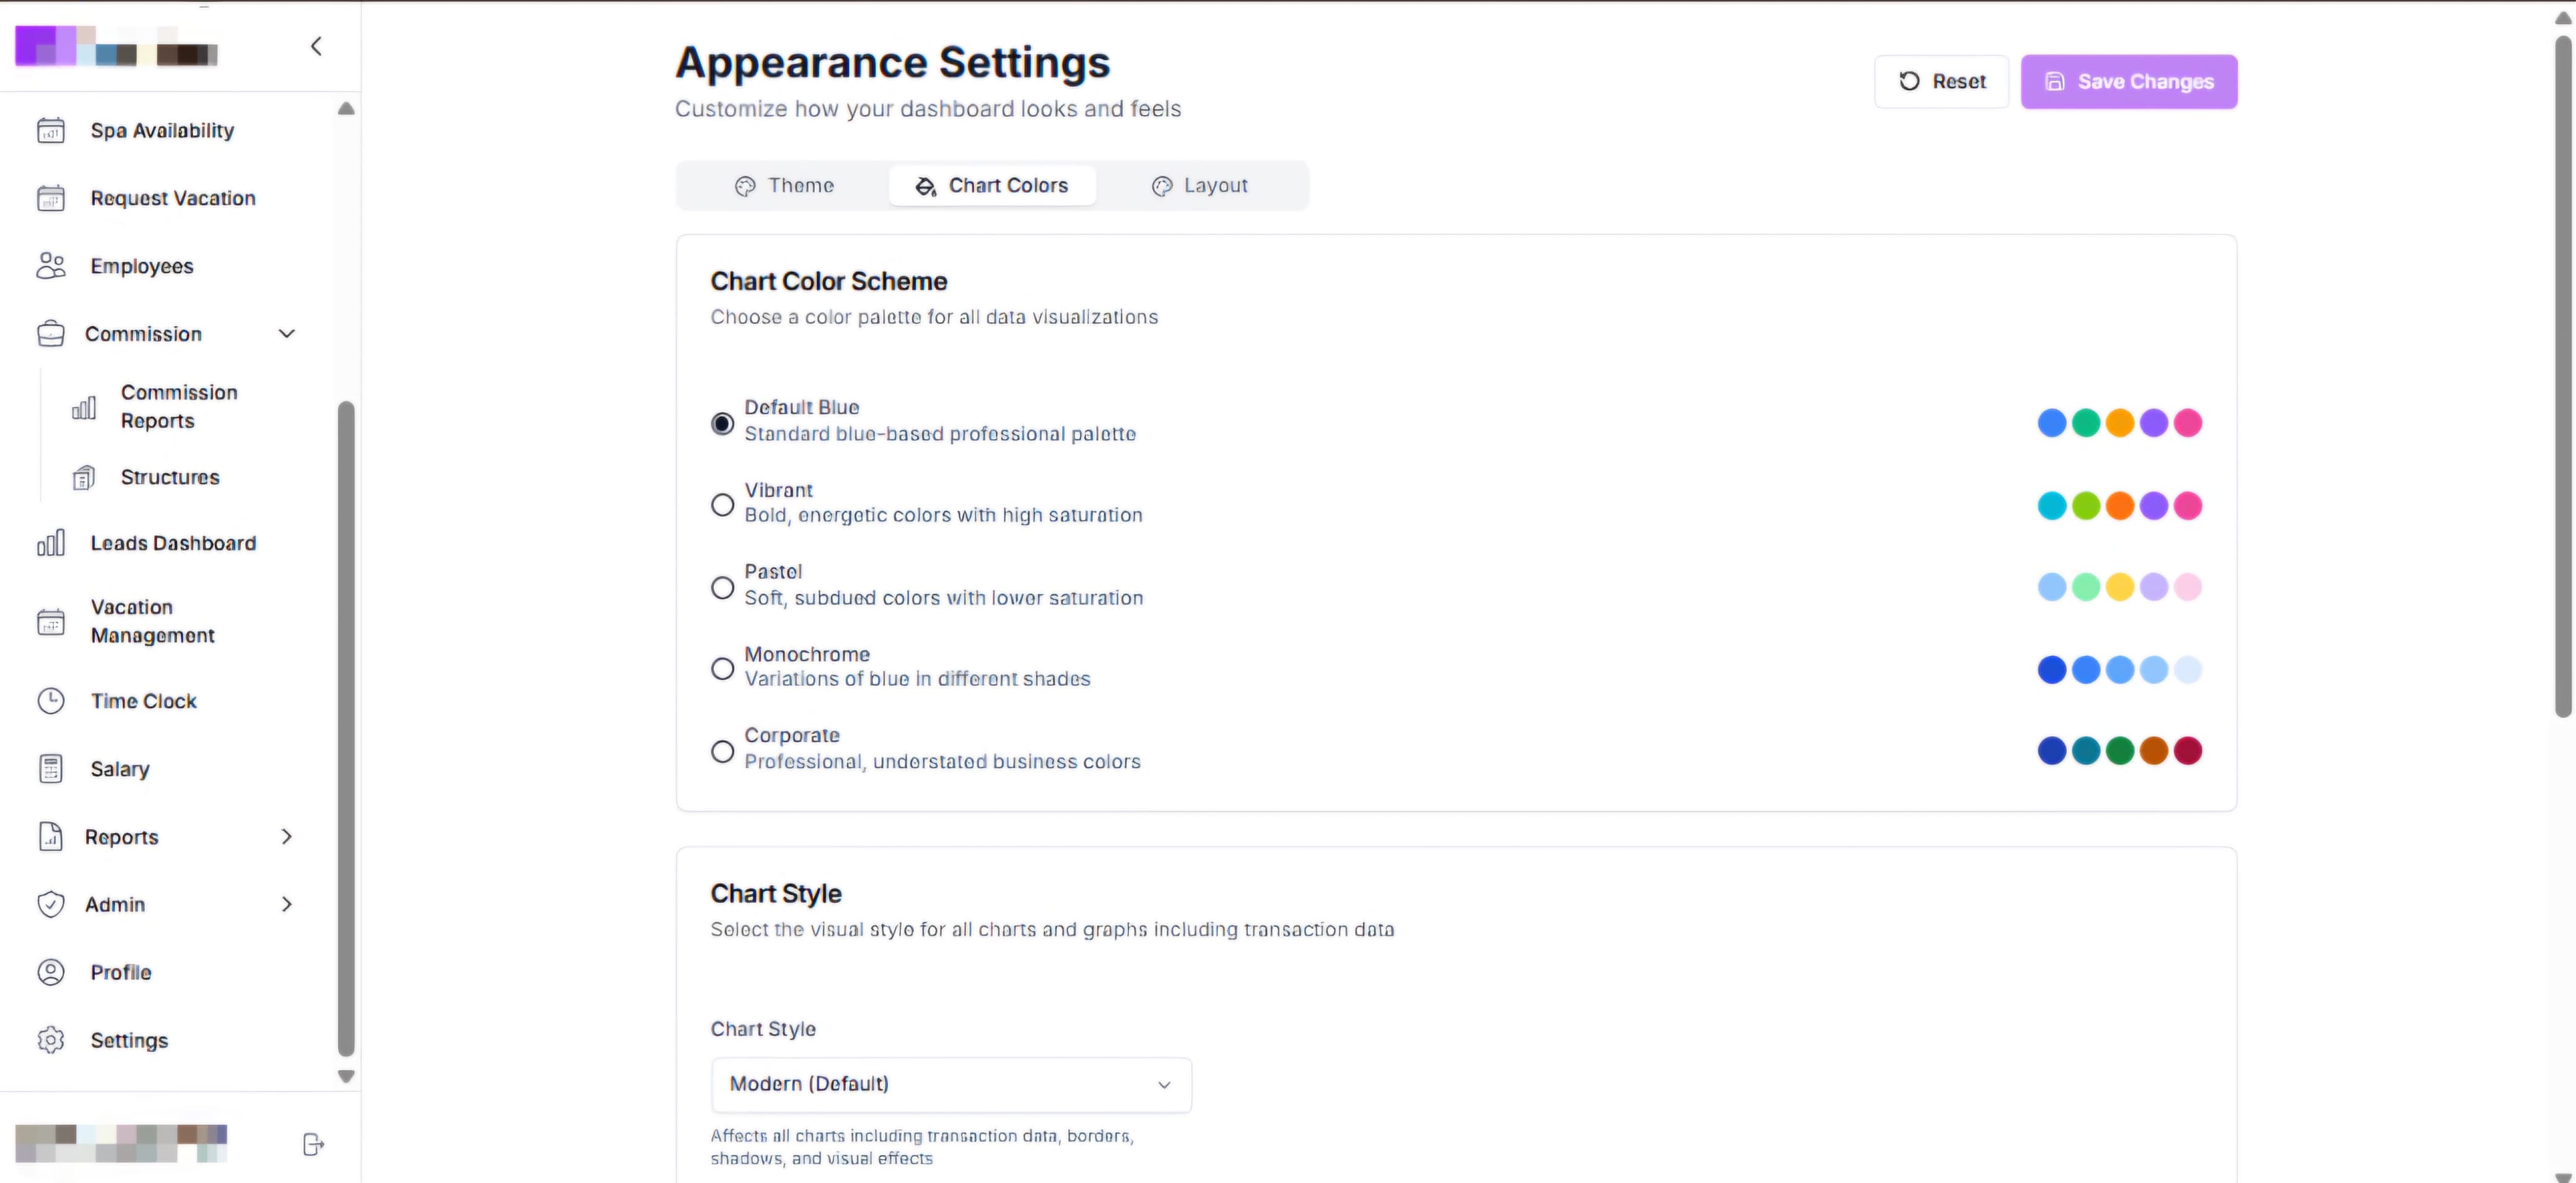 Spa Availability
Request Vacation
Employees
Commission
Commission
Reports
Structures
Leads Dashboard
Vacation
Management
Time Clock
Salary
Reports
Admin
Profile
Settings
Appearance Settings
Customize how your dashboard looks and feels
Reset
Save Changes
Theme
Chart Colors
Layout
Chart Color Scheme
Choose a color palette for all data visualizations
Default Blue
Standard blue-based professional palette
Vibrant
Bold, energetic colors with high saturation
Pastel
Soft, subdued colors with lower saturation
Monochrome
Variations of blue in different shades
Corporate
Professional, understated business colors
Chart Style
Select the visual style for all charts and graphs including transaction data
Chart Style
Modern (Default)
Affects all charts including transaction data, borders,
shadows, and visual effects